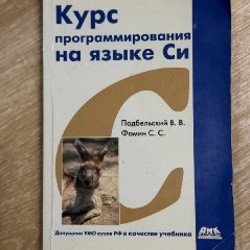 Курс
программирования
на языке Си
C
Подбельский В. В.
Фомин С. С.
Допущено УМО вузов РФ в качестве учебника
ДМК